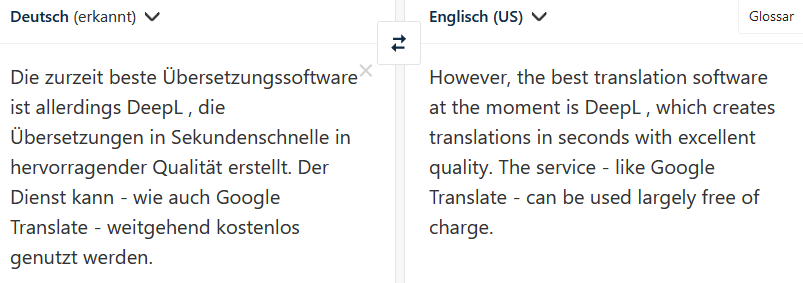 Deutsch (erkannt)
Englisch (US)
Glossar
Die zurzeit beste Übersetzungssoftware
ist allerdings DeepL , die
Übersetzungen in Sekundenschnelle in
hervorragender Qualität erstellt. Der
Dienst kann - wie auch Google
Translate - weitgehend kostenlos
genutzt werden.
However, the best translation software
at the moment is DeepL , which creates
translations in seconds with excellent
quality. The service - like Google
Translate - can be used largely free of
charge.